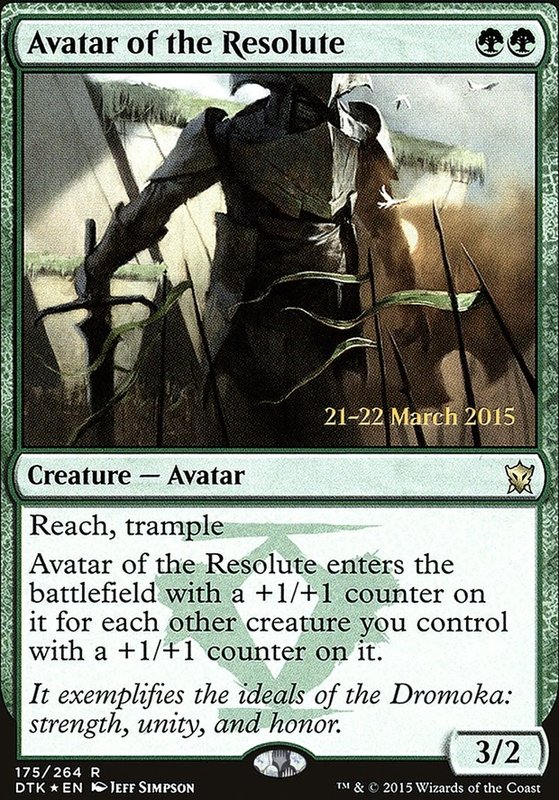 Avatar of the Resolute
21-22 March 2015
Creature — Avatar
Reach, trample
Avatar of the Resolute enters the
battlefield with a +1/+1 counter on
it for each other creature you control
with a +1/+1 counter on it.
It exemplifies the ideals of the Dromoka:
strength, unity, and honor.
3/2
175/264 R
DTK ★ EN Jeff Simpson
™ & © 2015 Wizards of the Coast